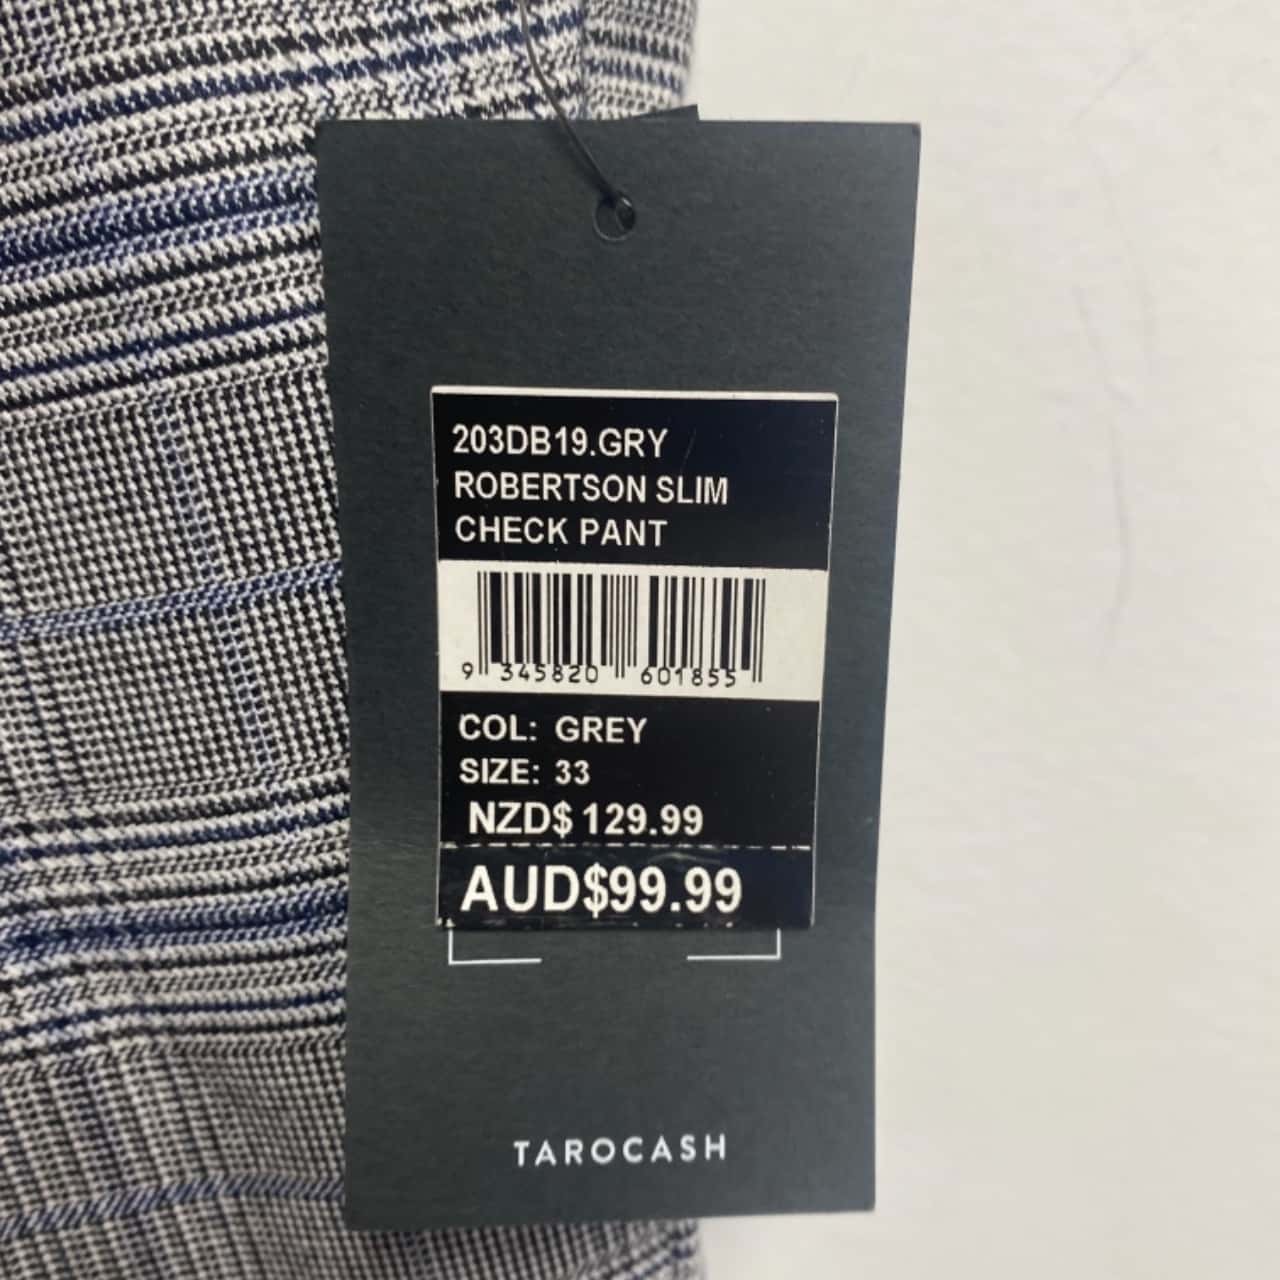 203DB19.GRY
ROBERTSON SLIM
CHECK PANT
9 345820 601855
COL: GREY
SIZE: 33
NZD$ 129.99
AUD$99.99
TAROCASH